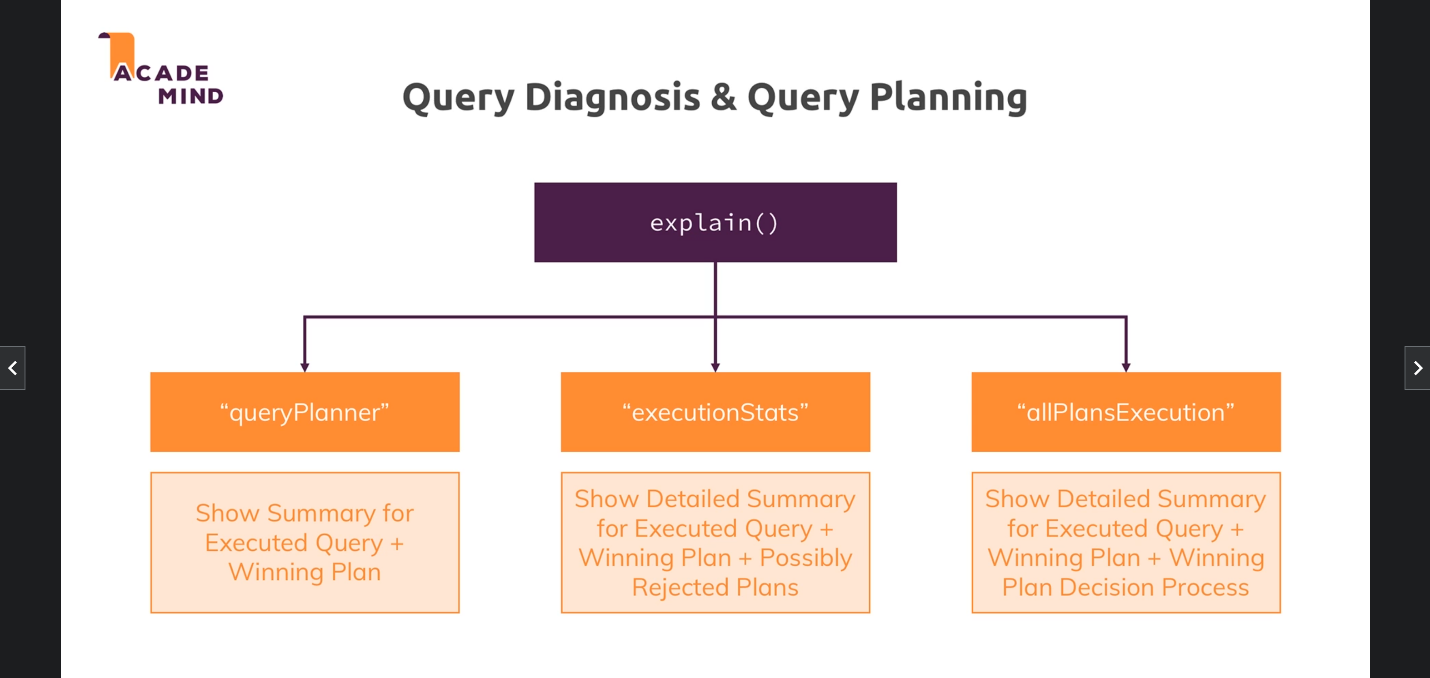 ACADE
MIND
Query Diagnosis & Query Planning
explain()
“queryPlanner”
“executionStats”
“allPlansExecution”
Show Summary for
Executed Query +
Winning Plan
Show Detailed Summary
for Executed Query +
Winning Plan + Possibly
Rejected Plans
Show Detailed Summary
for Executed Query +
Winning Plan + Winning
Plan Decision Process